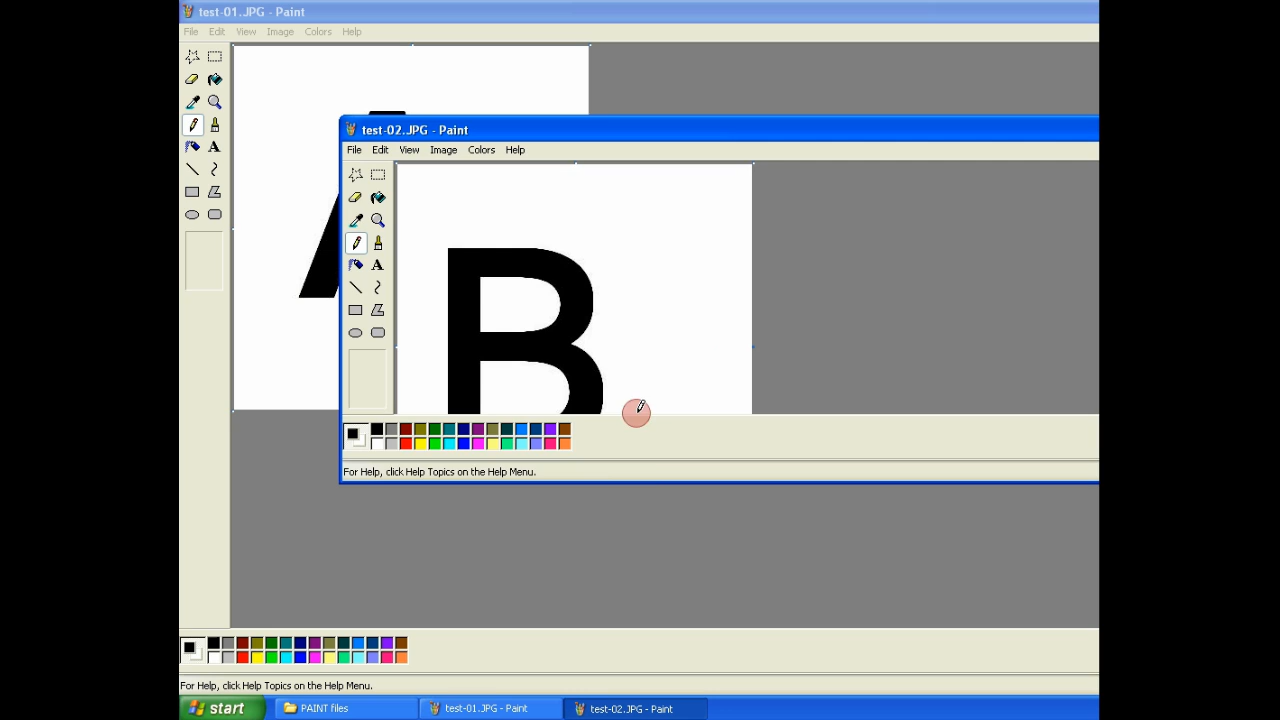 test-01.JPG - Paint
File Edit View Image Colors Help
A
test-02.JPG - Paint
File Edit View Image Colors Help
A
B
For Help, click Help Topics on the Help Menu.
For Help, click Help Topics on the Help Menu.
start PAINT files test-01.JPG - Paint test-02.JPG - Paint